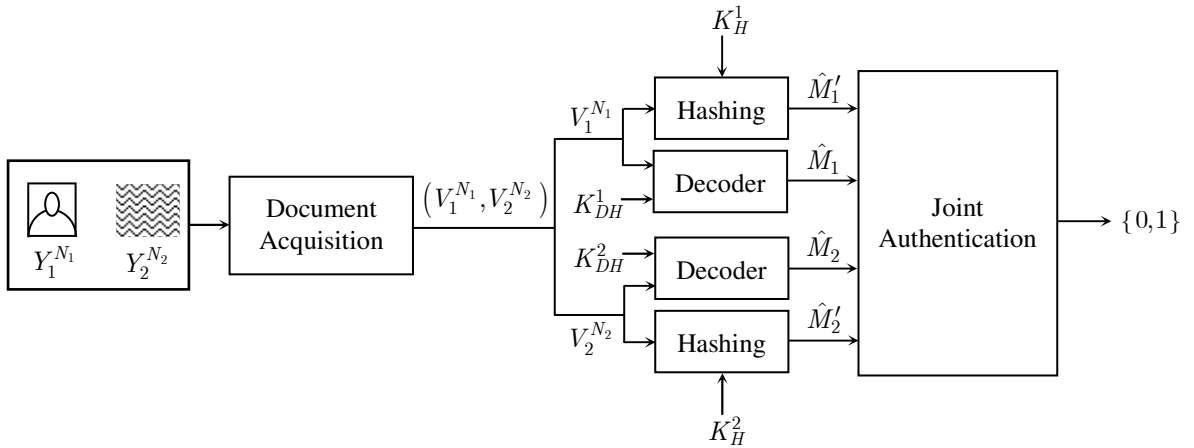 K_H^1
Hashing
M̂′_1
V_1^{N_1}
Decoder
M̂_1
K_{DH}^1
(V_1^{N_1}, V_2^{N_2})
Document
Acquisition
Y_1^{N_1}
Y_2^{N_2}
Joint
Authentication
{0,1}
K_{DH}^2
Decoder
M̂_2
V_2^{N_2}
Hashing
M̂′_2
K_H^2